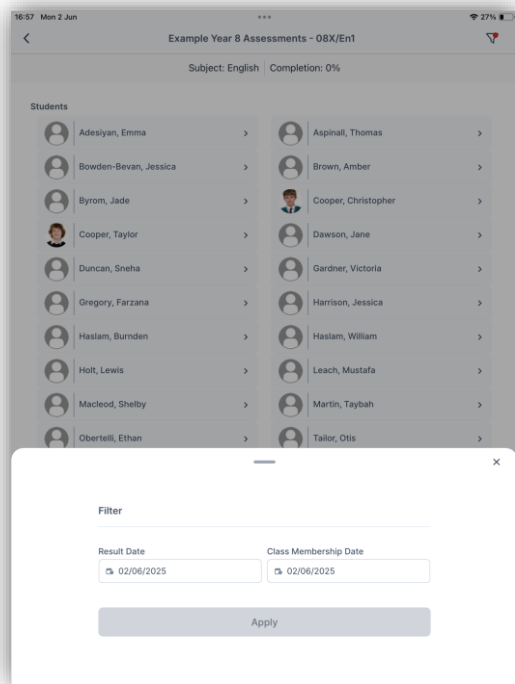 16:57 Mon 2 Jun
27%
Example Year 8 Assessments - 08X/En1
Subject: English Completion: 0%
Students
Adesiyan, Emma
Aspinall, Thomas
Bowden-Bevan, Jessica
Brown, Amber
Byrom, Jade
Cooper, Christopher
Cooper, Taylor
Dawson, Jane
Duncan, Sneha
Gardner, Victoria
Gregory, Farzana
Harrison, Jessica
Haslam, Burnden
Haslam, William
Holt, Lewis
Leach, Mustafa
Macleod, Shelby
Martin, Taybah
Obertelli, Ethan
Tailor, Otis
Filter
Result Date
Class Membership Date
02/06/2025
02/06/2025
Apply